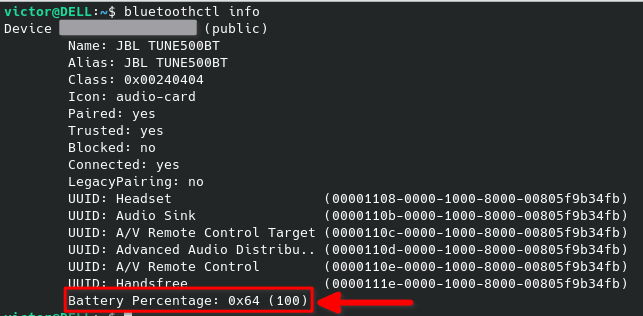 victor@DELL:~$ bluetoothctl info
Device (public)
Name: JBL TUNE500BT
Alias: JBL TUNE500BT
Class: 0x00240404
Icon: audio-card
Paired: yes
Trusted: yes
Blocked: no
Connected: yes
LegacyPairing: no
UUID: Headset (00001108-0000-1000-8000-00805f9b34fb)
UUID: Audio Sink (0000110b-0000-1000-8000-00805f9b34fb)
UUID: A/V Remote Control Target (0000110c-0000-1000-8000-00805f9b34fb)
UUID: Advanced Audio Distribu.. (0000110d-0000-1000-8000-00805f9b34fb)
UUID: A/V Remote Control (0000110e-0000-1000-8000-00805f9b34fb)
UUID: Handsfree (0000111e-0000-1000-8000-00805f9b34fb)
Battery Percentage: 0x64 (100)
victor@DELL:~$